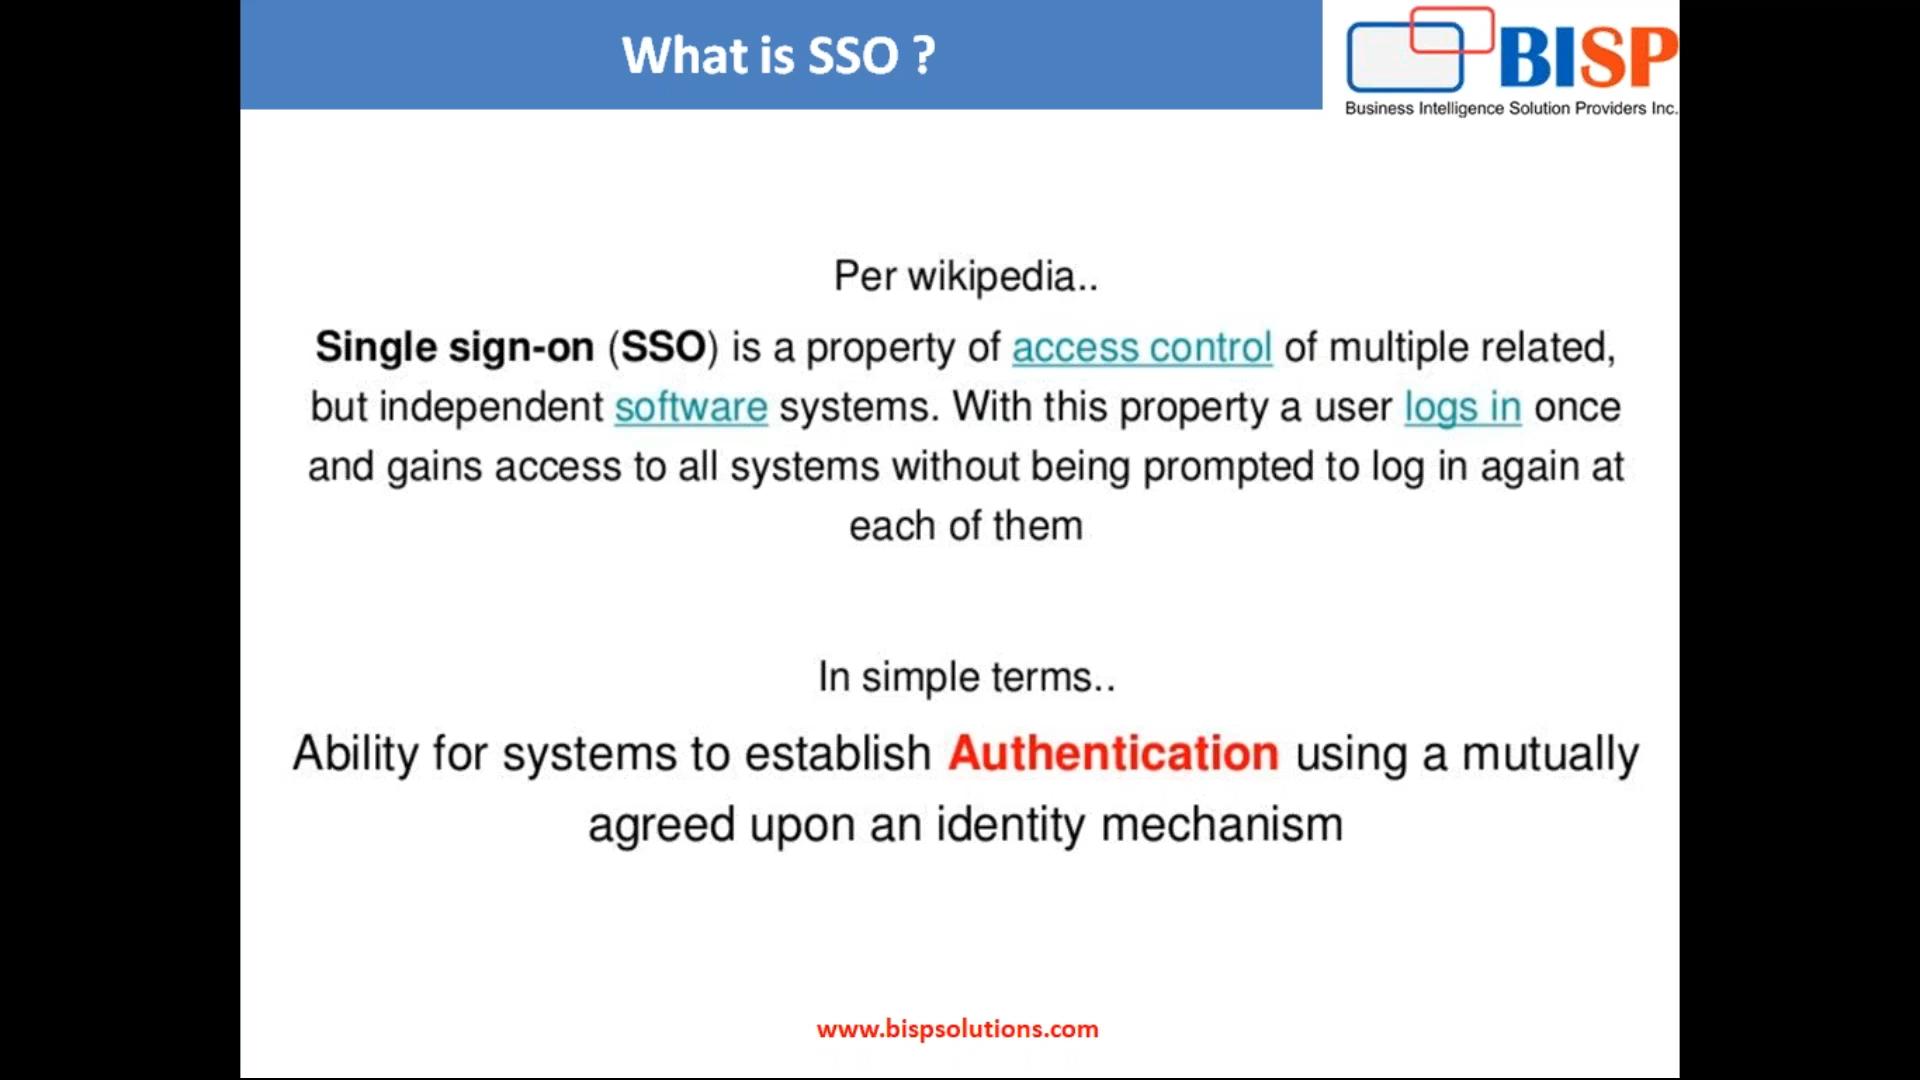 What is SSO ?
BISP
Business Intelligence Solution Providers Inc.
Per wikipedia..
Single sign-on (SSO) is a property of access control of multiple related,
but independent software systems. With this property a user logs in once
and gains access to all systems without being prompted to log in again at
each of them
In simple terms..
Ability for systems to establish Authentication using a mutually
agreed upon an identity mechanism
www.bispsolutions.com